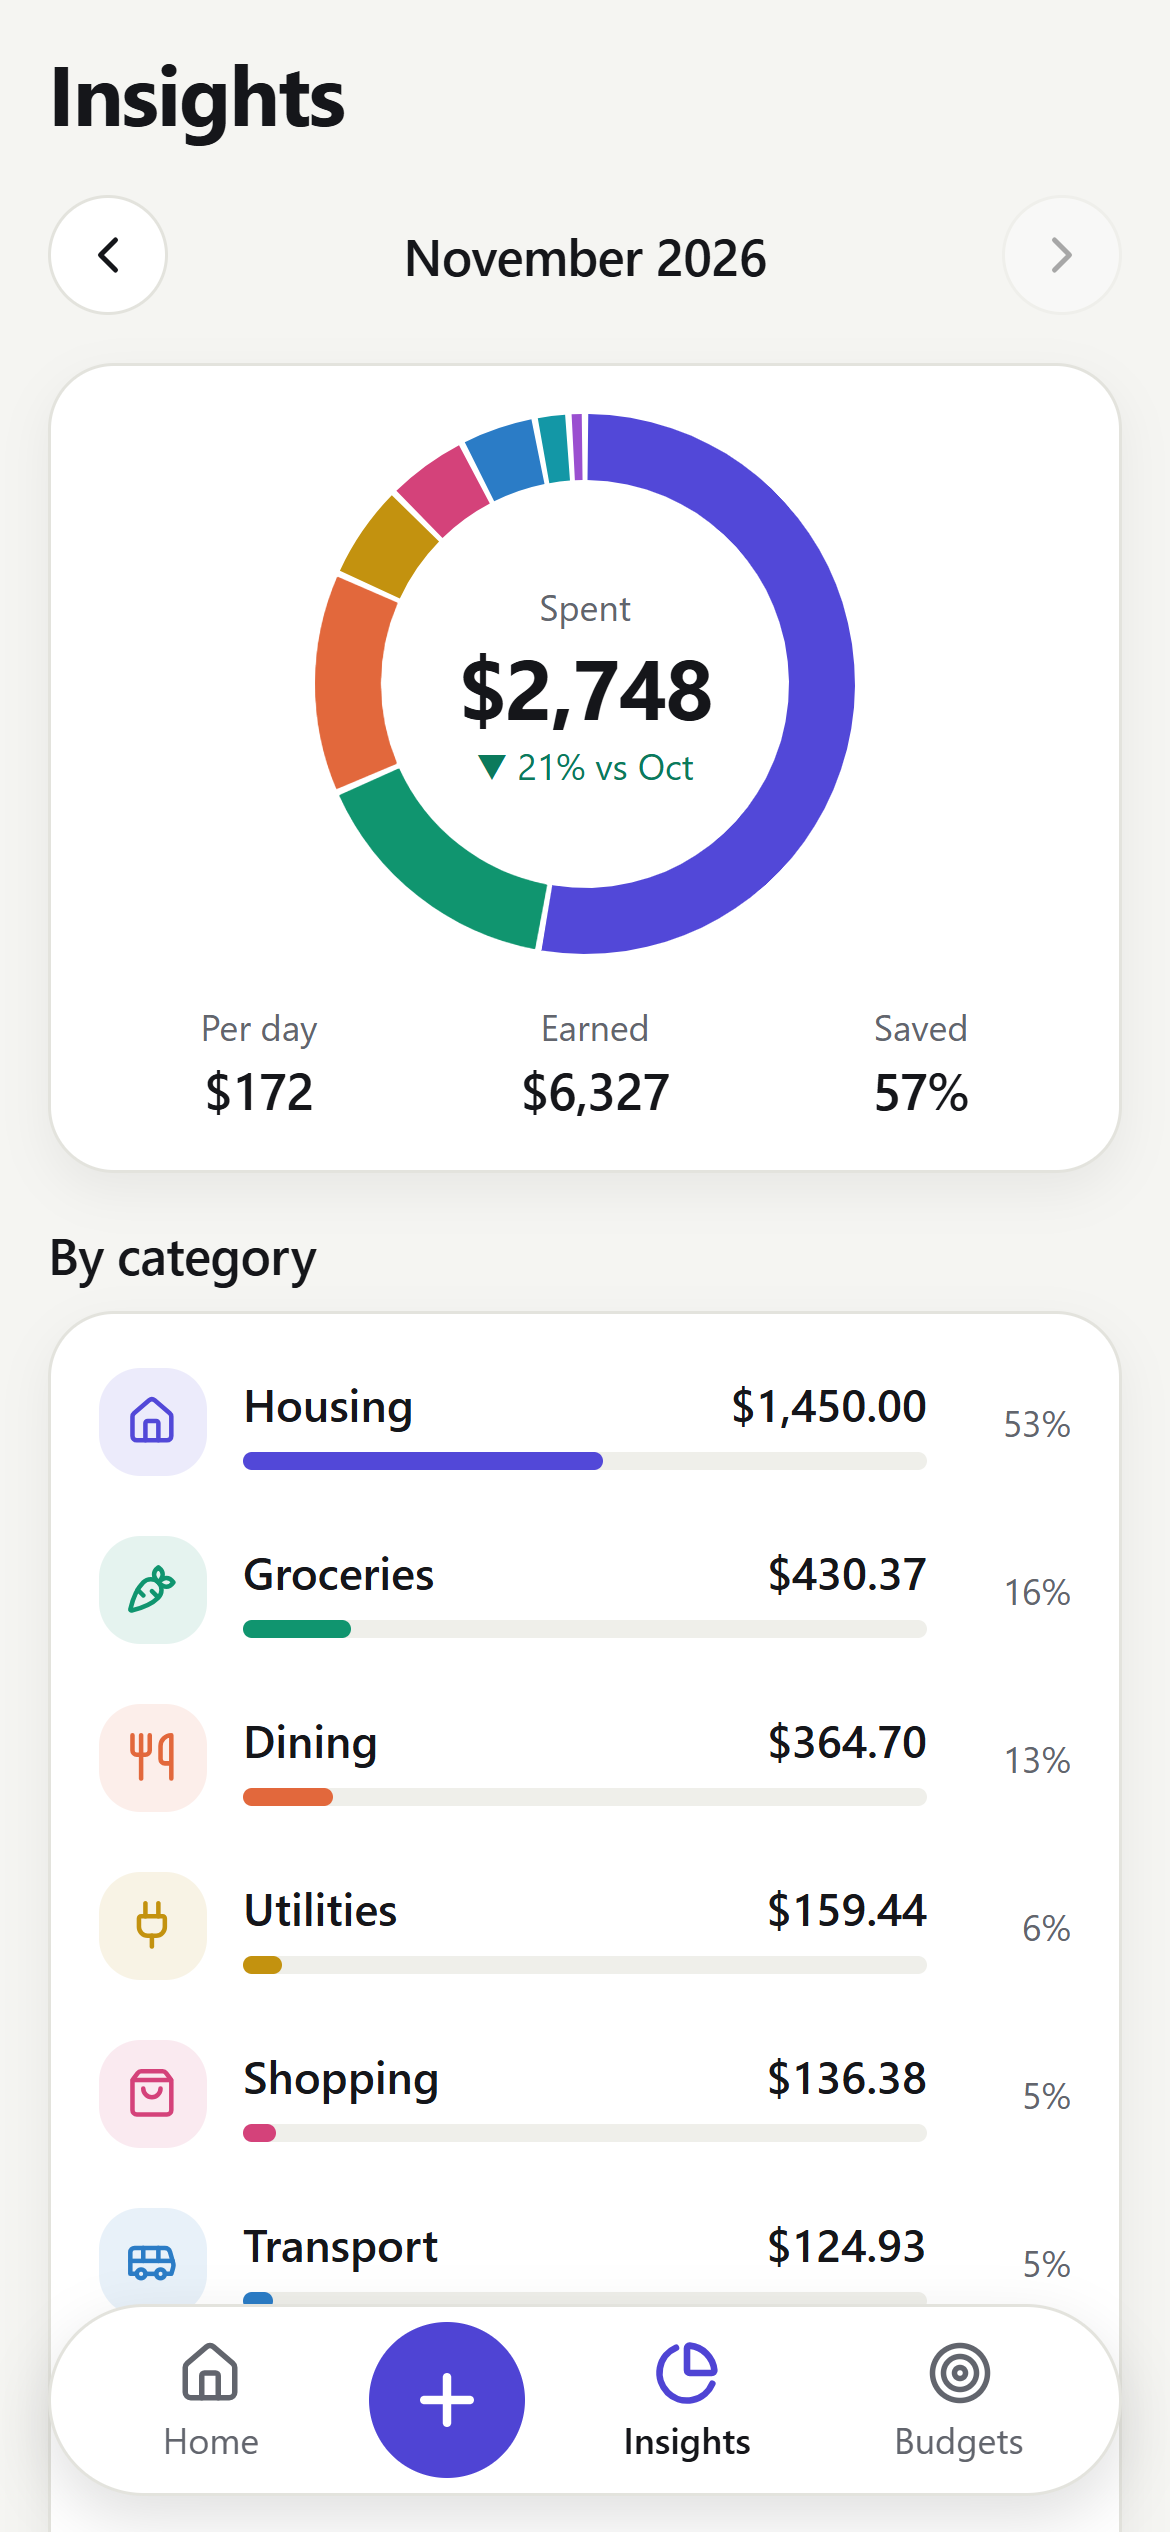 Insights
November 2026
Spent
$2,748
▼ 21% vs Oct
Per day Earned Saved
$172 $6,327 57%
By category
Housing $1,450.00 53%
Groceries $430.37 16%
Dining $364.70 13%
Utilities $159.44 6%
Shopping $136.38 5%
Transport $124.93 5%
Home Insights Budgets